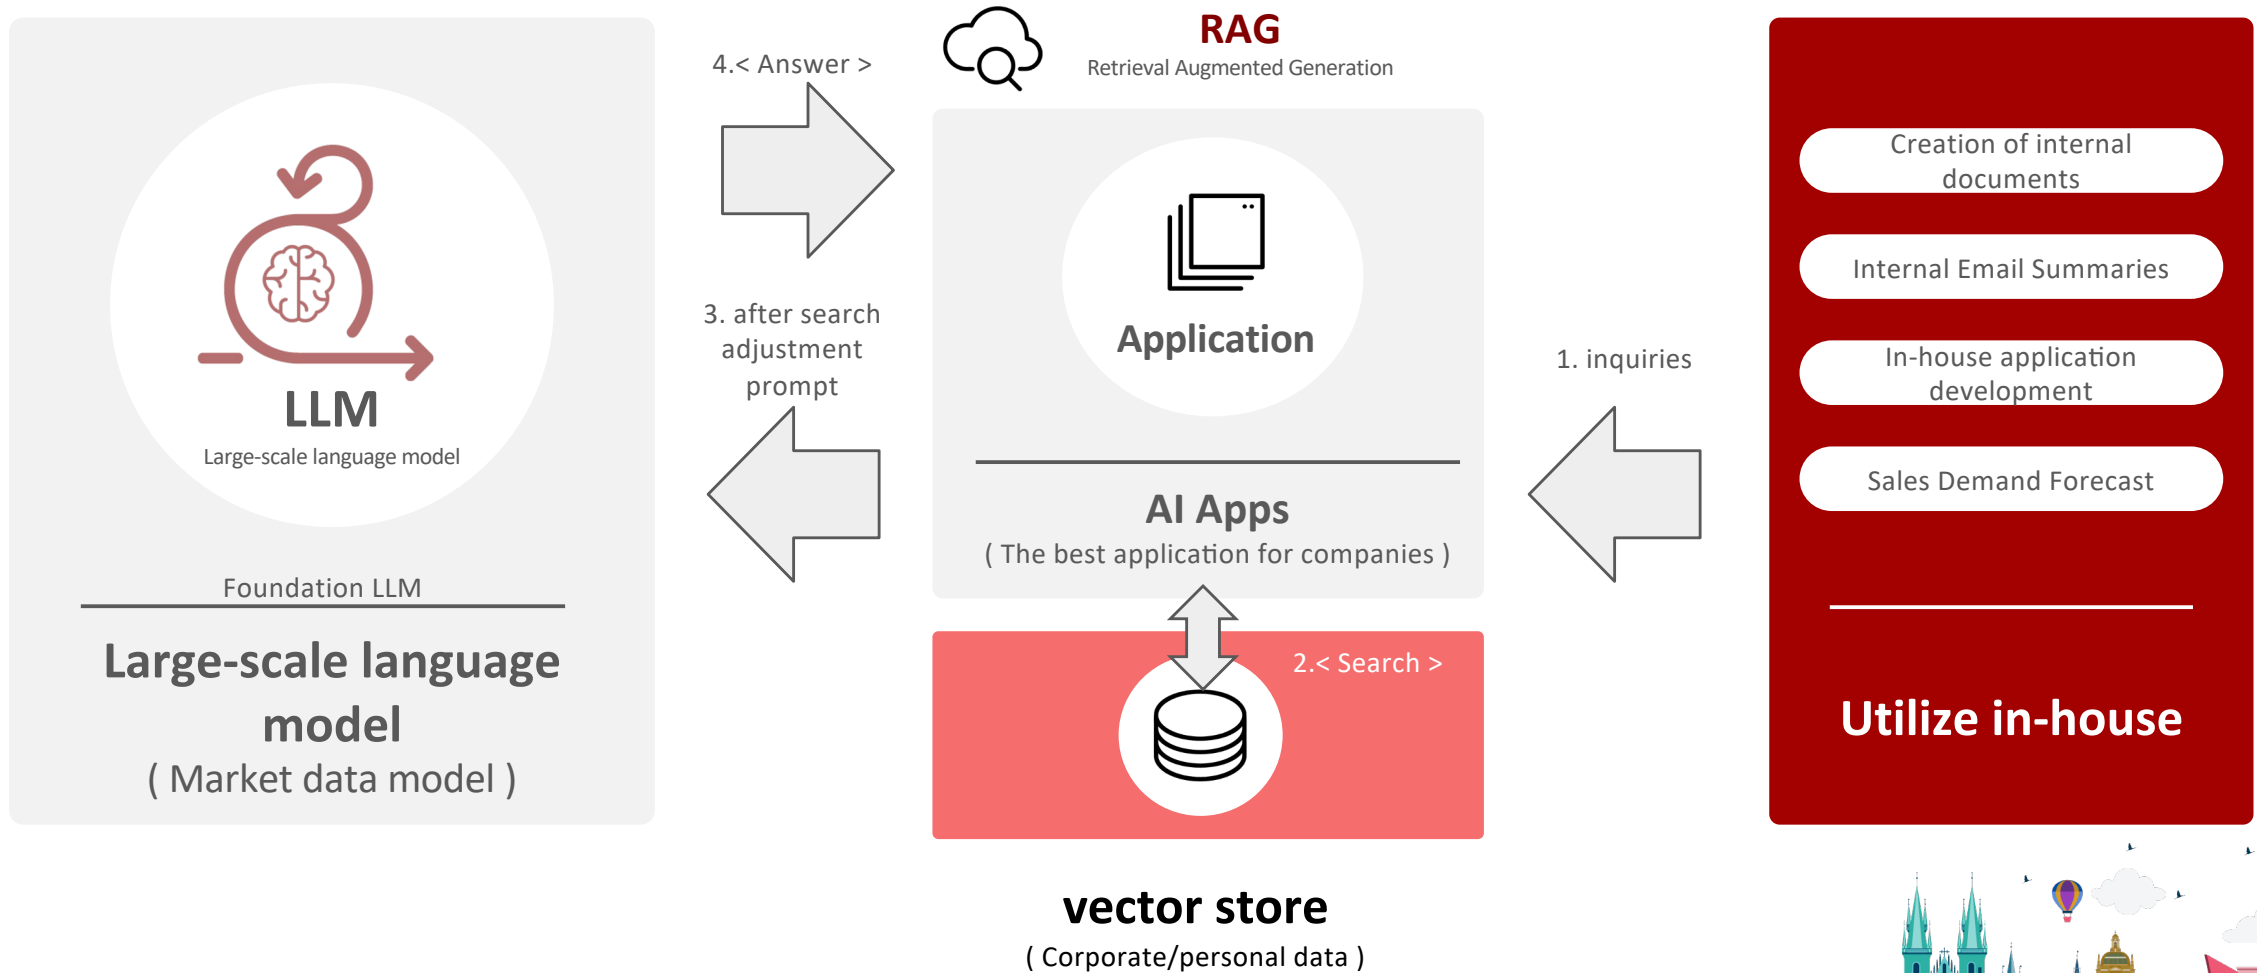 RAG
Retrieval Augmented Generation
4.< Answer >
3. after search
adjustment
prompt
LLM
Large-scale language model
Foundation LLM
Large-scale language
model
( Market data model )
Application
AI Apps
( The best application for companies )
2.< Search >
vector store
( Corporate/personal data )
1. inquiries
Creation of internal
documents
Internal Email Summaries
In-house application
development
Sales Demand Forecast
Utilize in-house